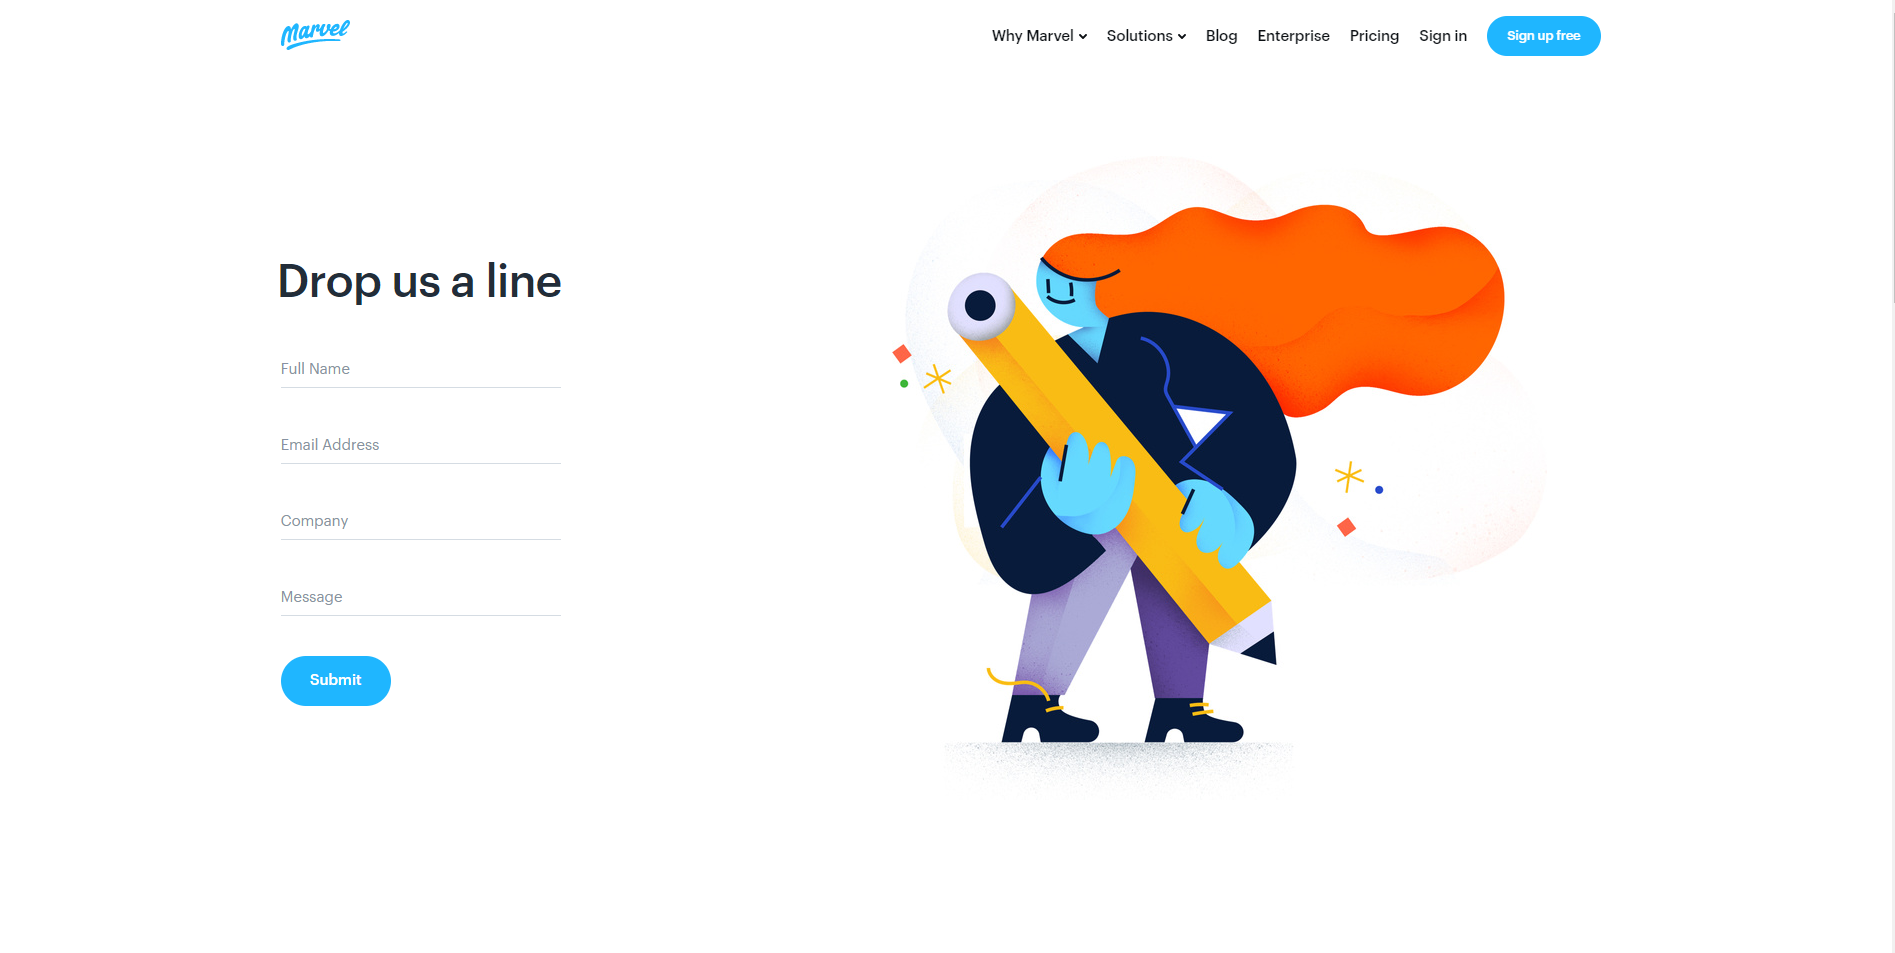 Marvel
Why Marvel Solutions Blog Enterprise Pricing Sign in Sign up free
Drop us a line
Full Name
Email Address
Company
Message
Submit